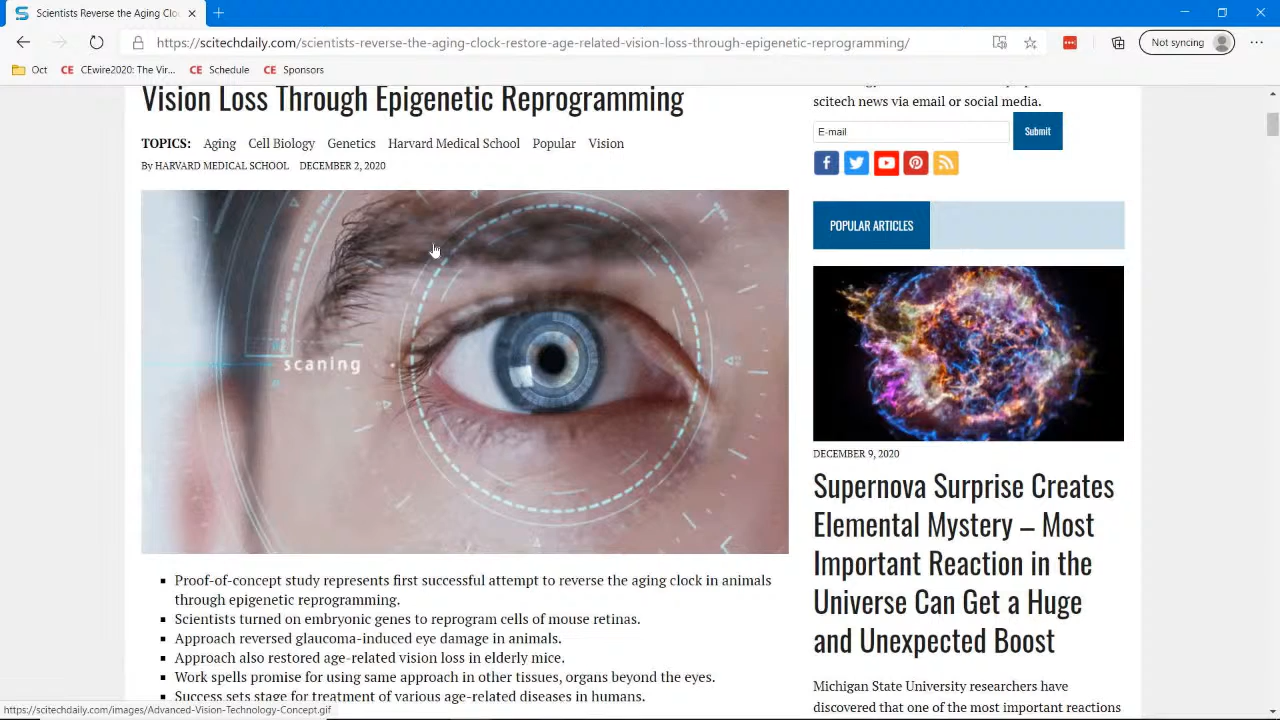 Scientists Reverse the Aging Clo
https://scitechdaily.com/scientists-reverse-the-aging-clock-restore-age-related-vision-loss-through-epigenetic-reprogramming/
Not syncing
Oct
CE CEwire2020: The Vir...
CE Schedule
CE Sponsors
Vision Loss Through Epigenetic Reprogramming
TOPICS: Aging Cell Biology Genetics Harvard Medical School Popular Vision
By HARVARD MEDICAL SCHOOL DECEMBER 2, 2020
scaning
Proof-of-concept study represents first successful attempt to reverse the aging clock in animals
through epigenetic reprogramming.
Scientists turned on embryonic genes to reprogram cells of mouse retinas.
Approach reversed glaucoma-induced eye damage in animals.
Approach also restored age-related vision loss in elderly mice.
Work spells promise for using same approach in other tissues, organs beyond the eyes.
Success sets stage for treatment of various age-related diseases in humans.
scitech news via email or social media.
E-mail
Submit
POPULAR ARTICLES
DECEMBER 9, 2020
Supernova Surprise Creates
Elemental Mystery – Most
Important Reaction in the
Universe Can Get a Huge
and Unexpected Boost
Michigan State University researchers have
discovered that one of the most important reactions
https://scitechdaily.com/images/Advanced-Vision-Technology-Concept.gif